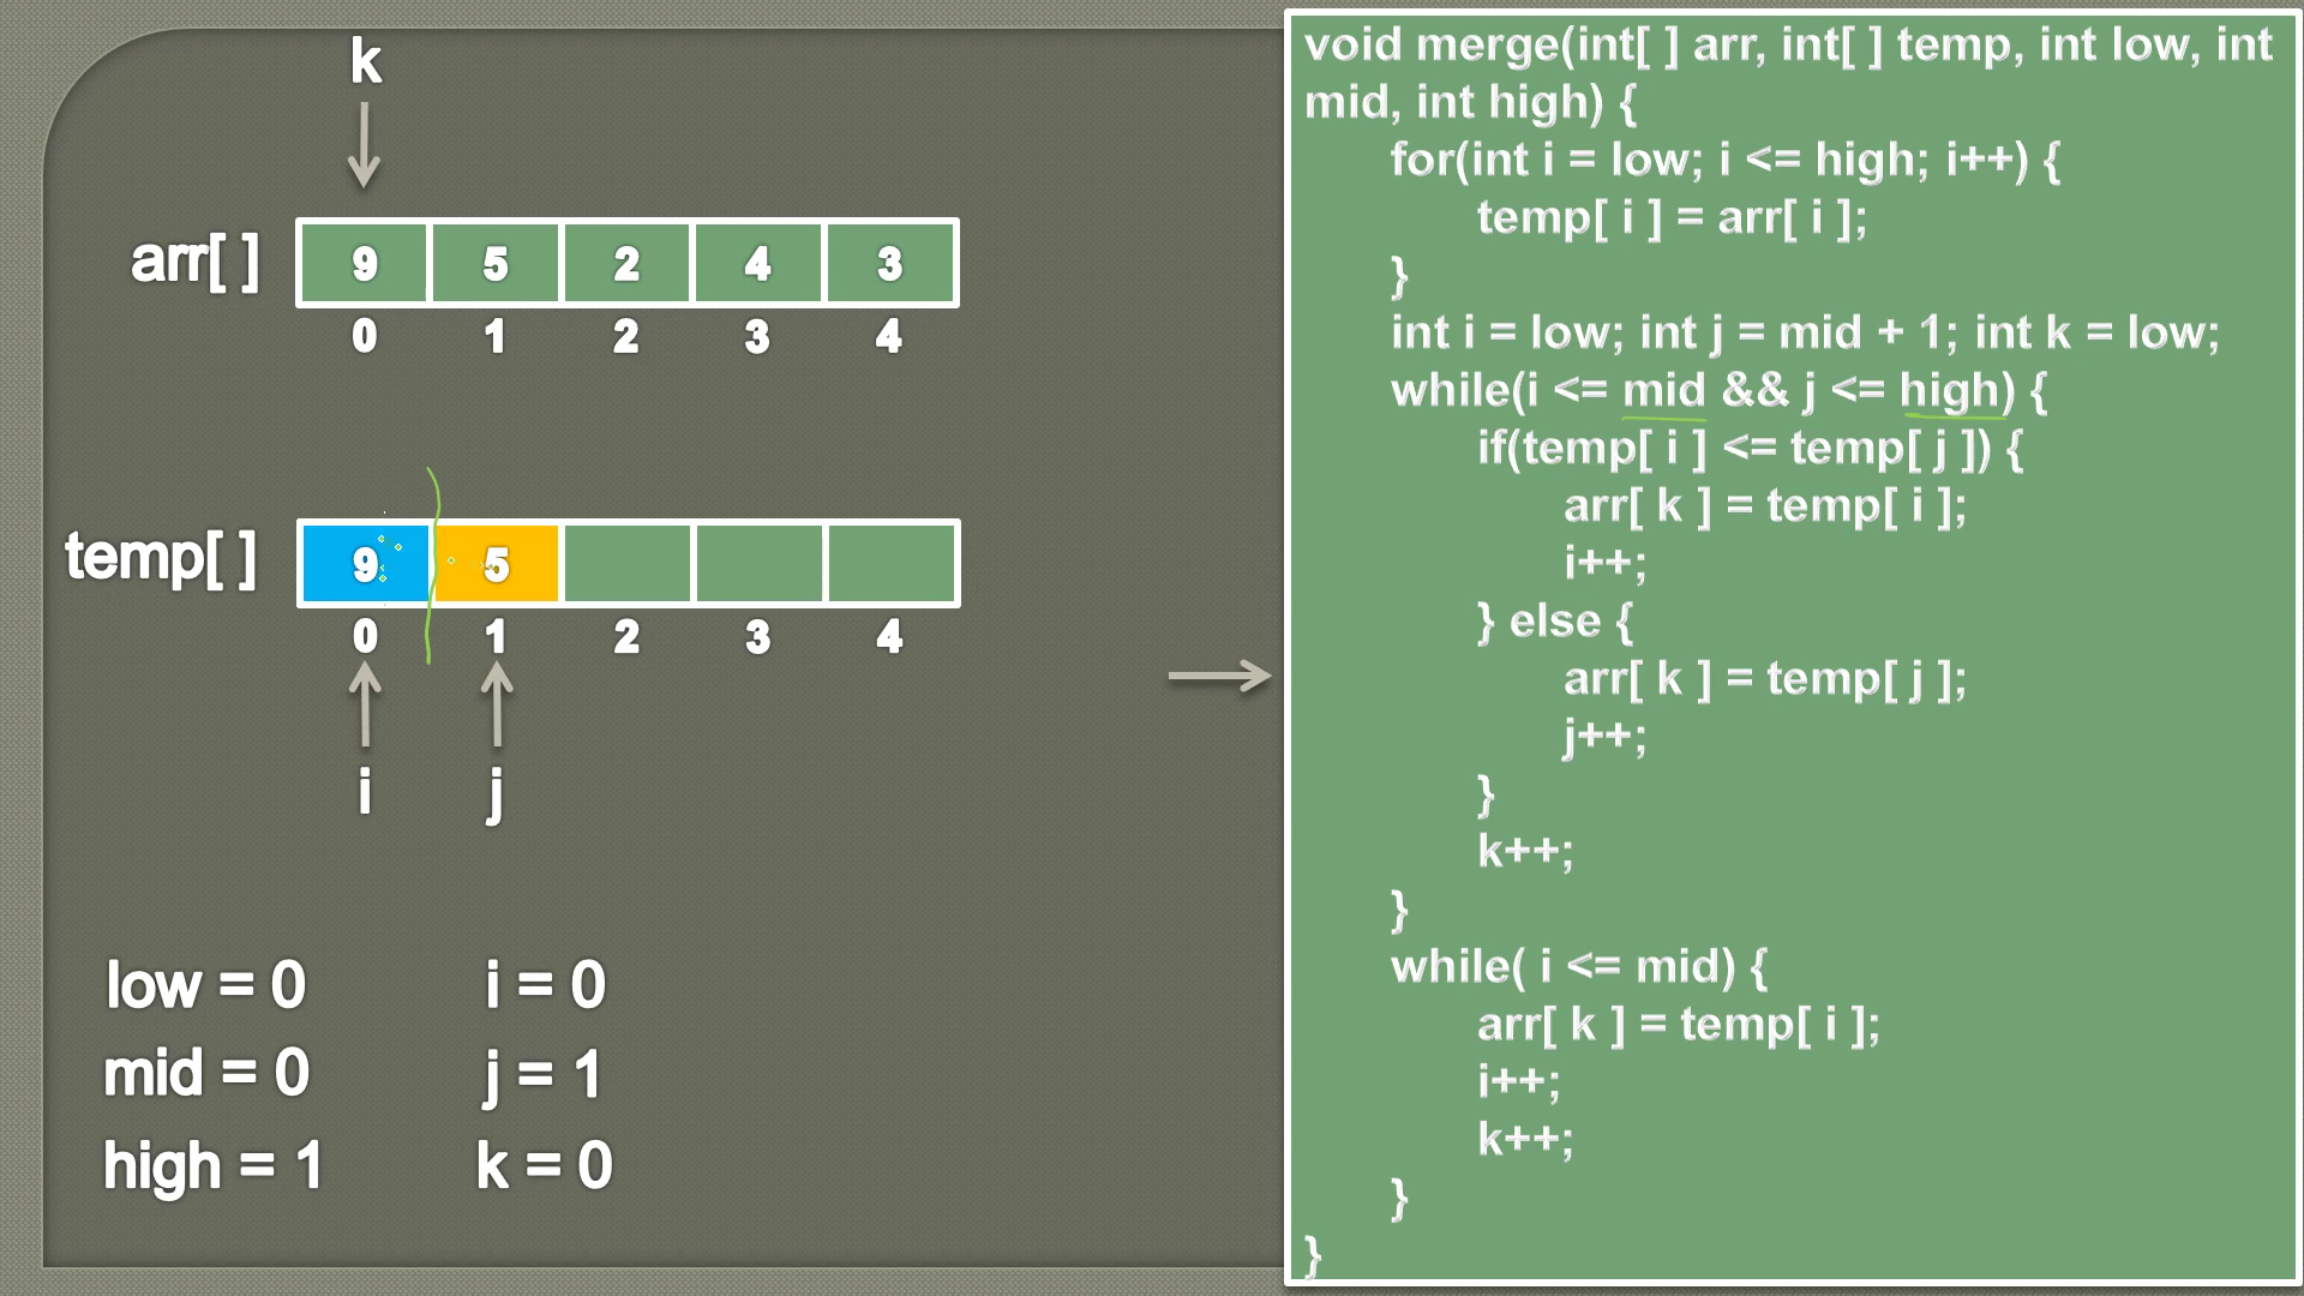 k
arr[ ]
9 5 2 4 3
0 1 2 3 4
temp[ ]
9 5
0 1 2 3 4
i j
low = 0 i = 0
mid = 0 j = 1
high = 1 k = 0
void merge(int[ ] arr, int[ ] temp, int low, int
mid, int high) {
for(int i = low; i <= high; i++) {
temp[ i ] = arr[ i ];
}
int i = low; int j = mid + 1; int k = low;
while(i <= mid && j <= high) {
if(temp[ i ] <= temp[ j ]) {
arr[ k ] = temp[ i ];
i++;
} else {
arr[ k ] = temp[ j ];
j++;
}
k++;
}
while( i <= mid) {
arr[ k ] = temp[ i ];
i++;
k++;
}
}